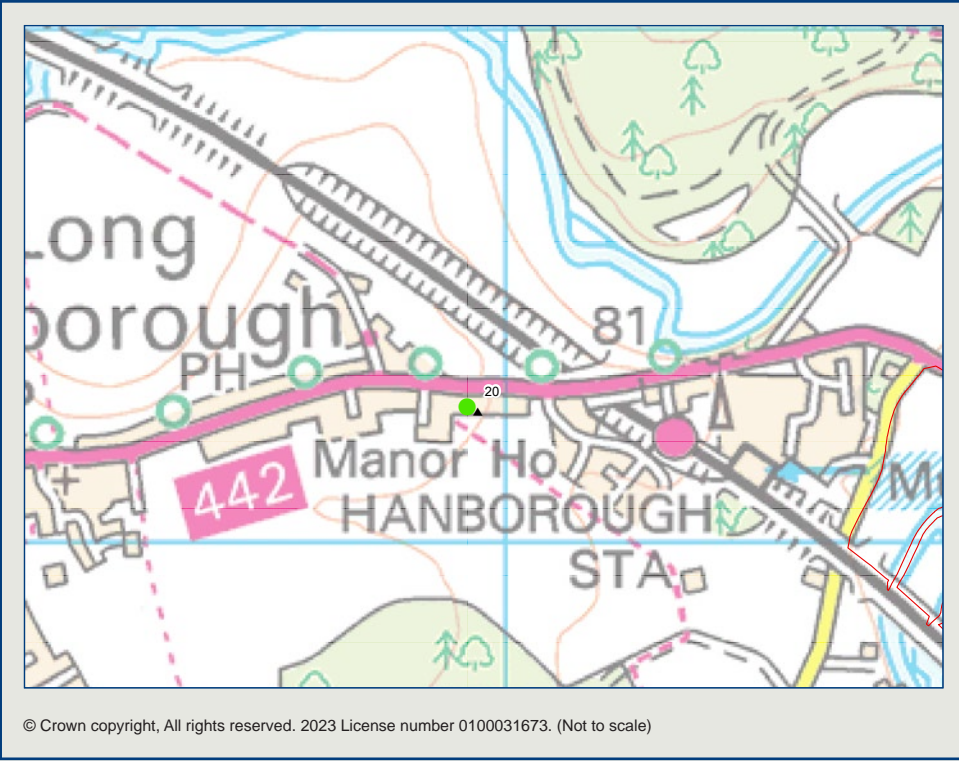 Long
borough
81
PH
20
442
Manor Ho
HANBOROUGH
STA
© Crown copyright, All rights reserved. 2023 License number 0100031673. (Not to scale)